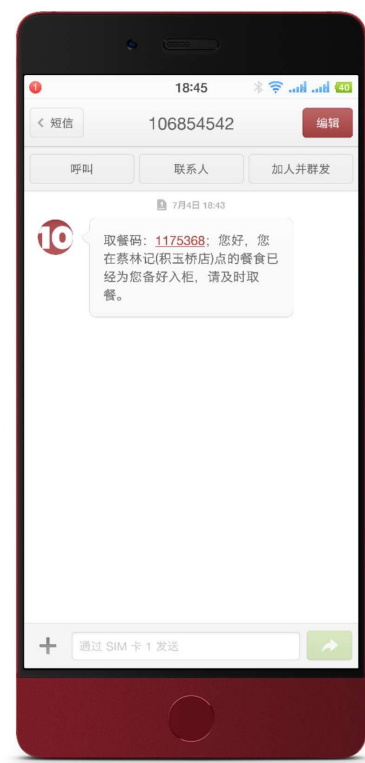 1
18:45
40
短信
106854542
编辑
呼叫
联系人
加人并群发
1 7月4日 18:43
10
取餐码：1175368；您好，您
在蔡林记(积玉桥店)点的餐食已
经为您备好入柜，请及时取
餐。
通过 SIM 卡 1 发送